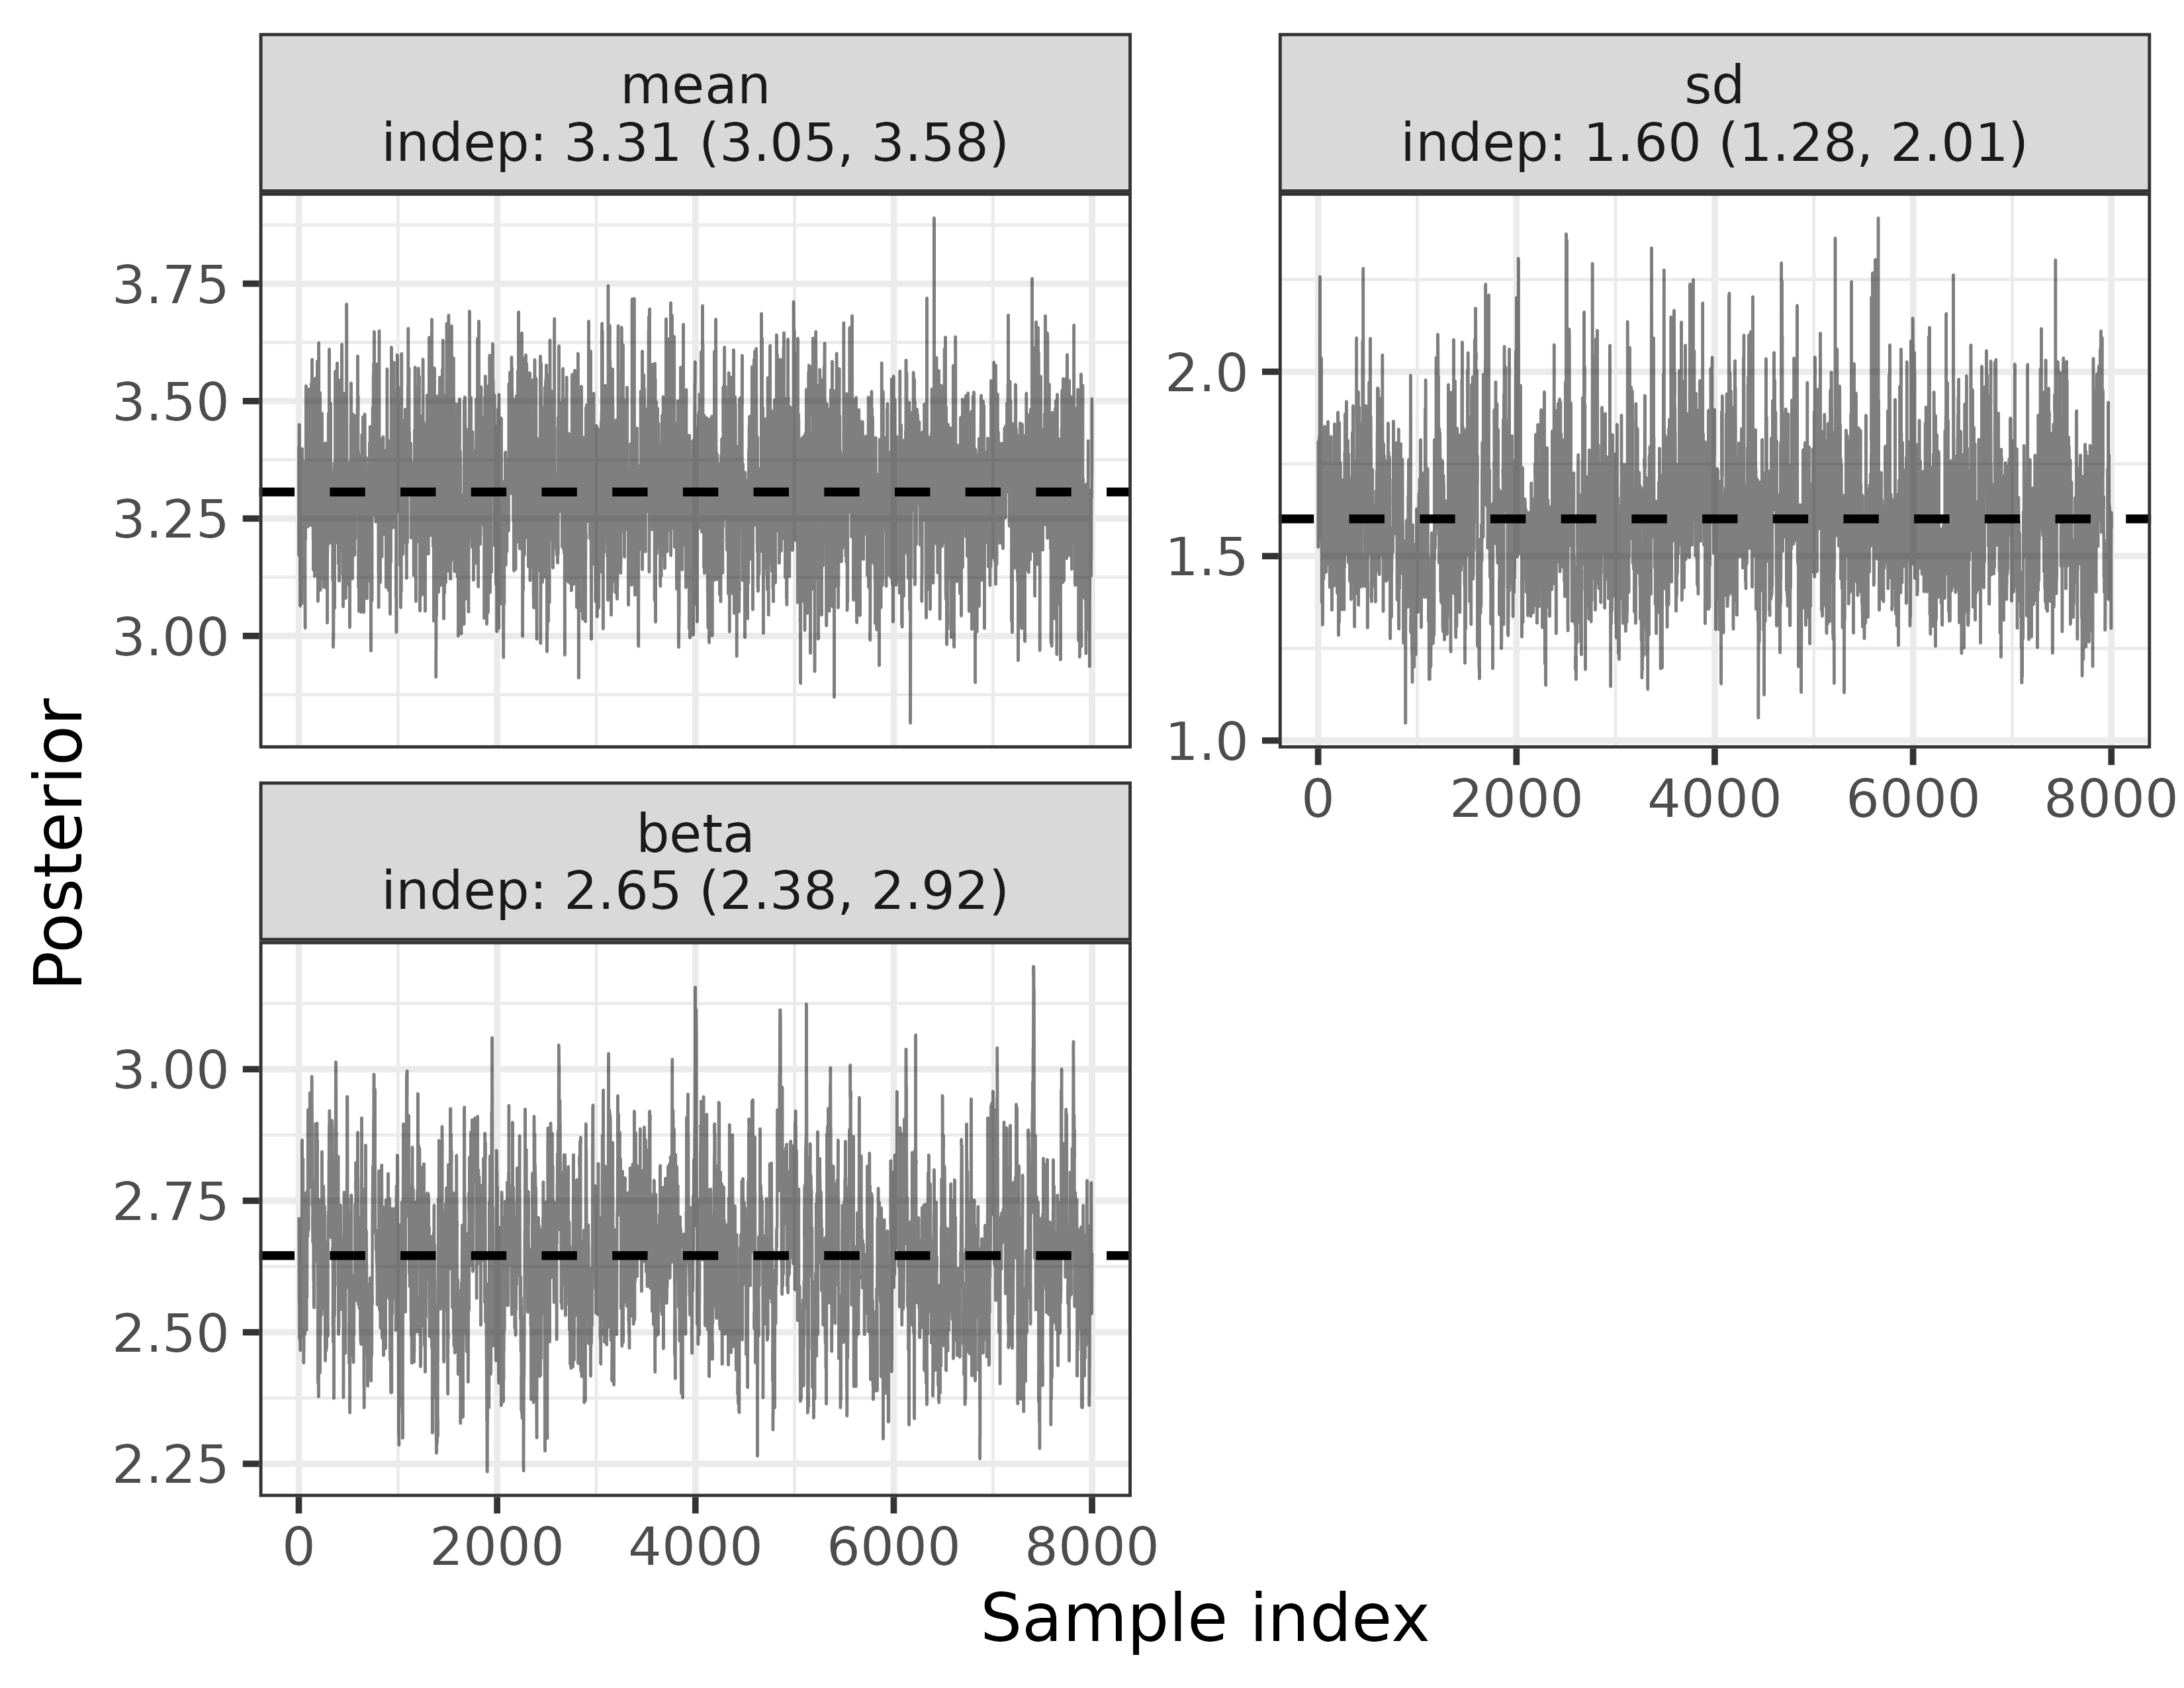 mean
indep: 3.31 (3.05, 3.58)
sd
indep: 1.60 (1.28, 2.01)
3.75
3.50
3.25
3.00
2.0
1.5
1.0
0 2000 4000 6000 8000
Posterior
beta
indep: 2.65 (2.38, 2.92)
3.00
2.75
2.50
2.25
0 2000 4000 6000 8000
Sample index